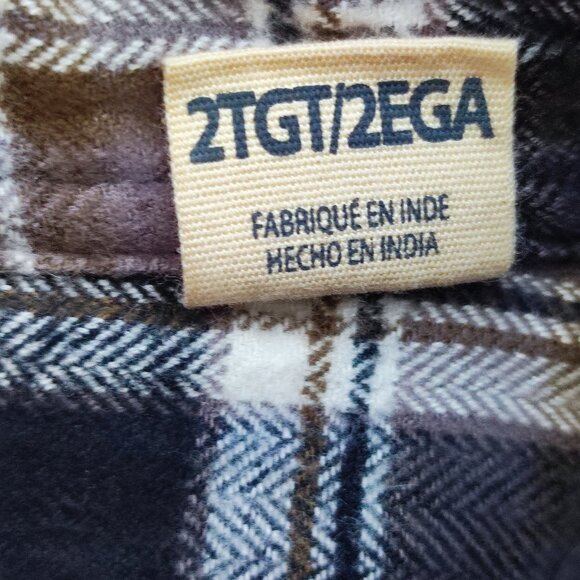 2TGT/2EGA
FABRIQUÉ EN INDE
HECHO EN INDIA